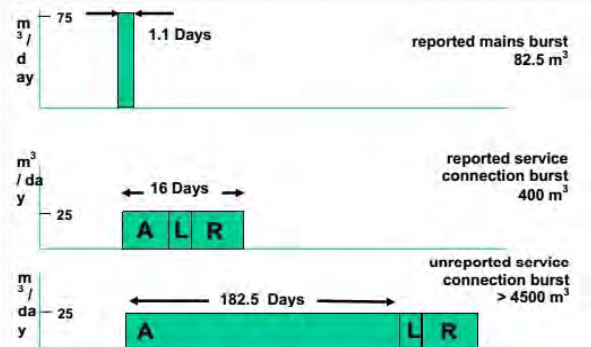 m
3 /
d
ay
75
1.1 Days
reported mains burst
82.5 m³
m³
/ da
y
25
16 Days
A L R
reported service
connection burst
400 m³
m
3 /
da
y
25
182.5 Days
A L R
unreported service
connection burst
> 4500 m³